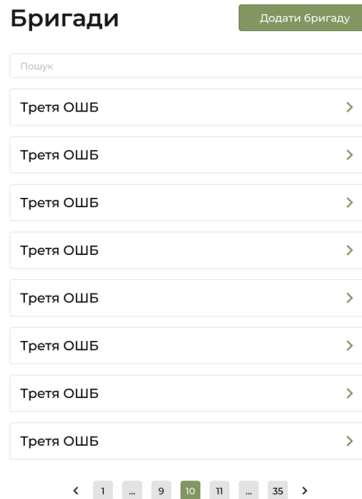 Бригади
Додати бригаду
Пошук
Третя ОШБ
Третя ОШБ
Третя ОШБ
Третя ОШБ
Третя ОШБ
Третя ОШБ
Третя ОШБ
Третя ОШБ
1 ... 9 10 11 ... 35